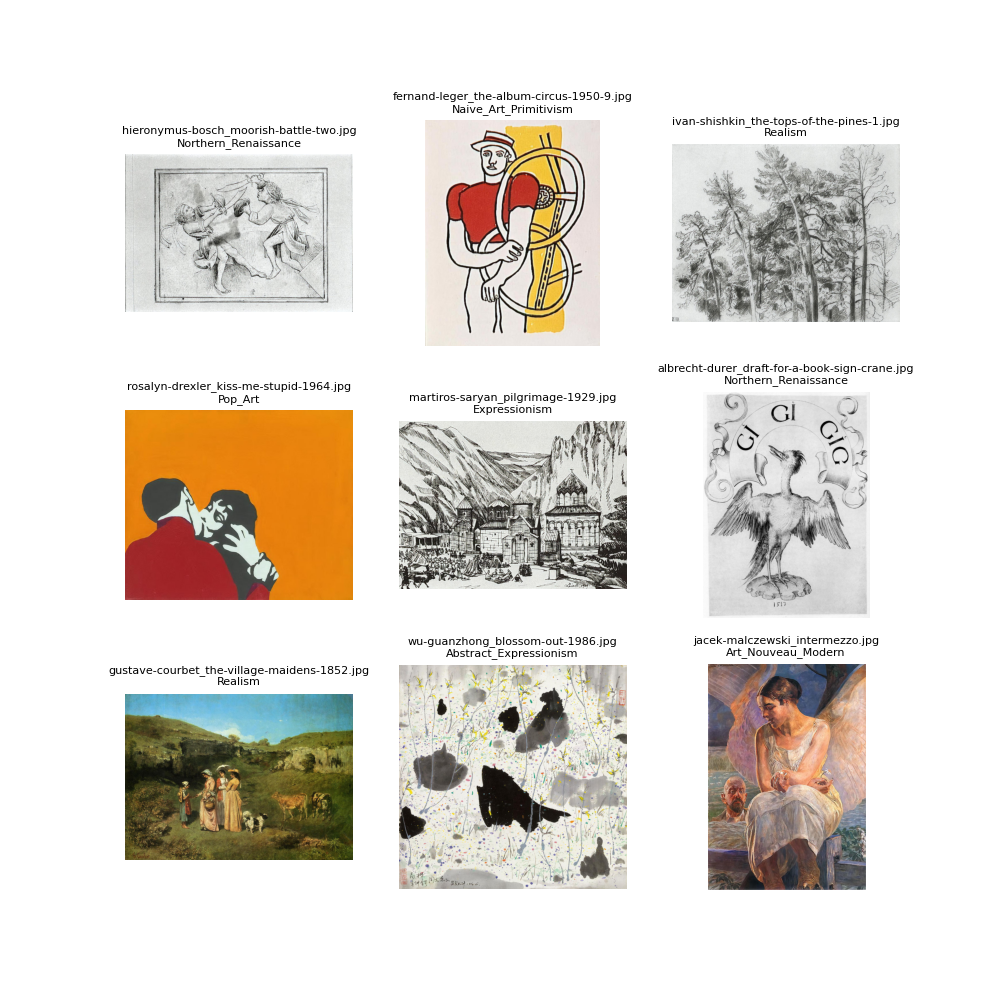 fernand-leger_the-album-circus-1950-9.jpg
Naive_Art_Primitivism
hieronymus-bosch_moorish-battle-two.jpg
Northern_Renaissance
ivan-shishkin_the-tops-of-the-pines-1.jpg
Realism
rosalyn-drexler_kiss-me-stupid-1964.jpg
Pop_Art
martiros-saryan_pilgrimage-1929.jpg
Expressionism
albrecht-durer_draft-for-a-book-sign-crane.jpg
Northern_Renaissance
GI GI GIG
gustave-courbet_the-village-maidens-1852.jpg
Realism
wu-guanzhong_blossom-out-1986.jpg
Abstract_Expressionism
jacek-malczewski_intermezzo.jpg
Art_Nouveau_Modern